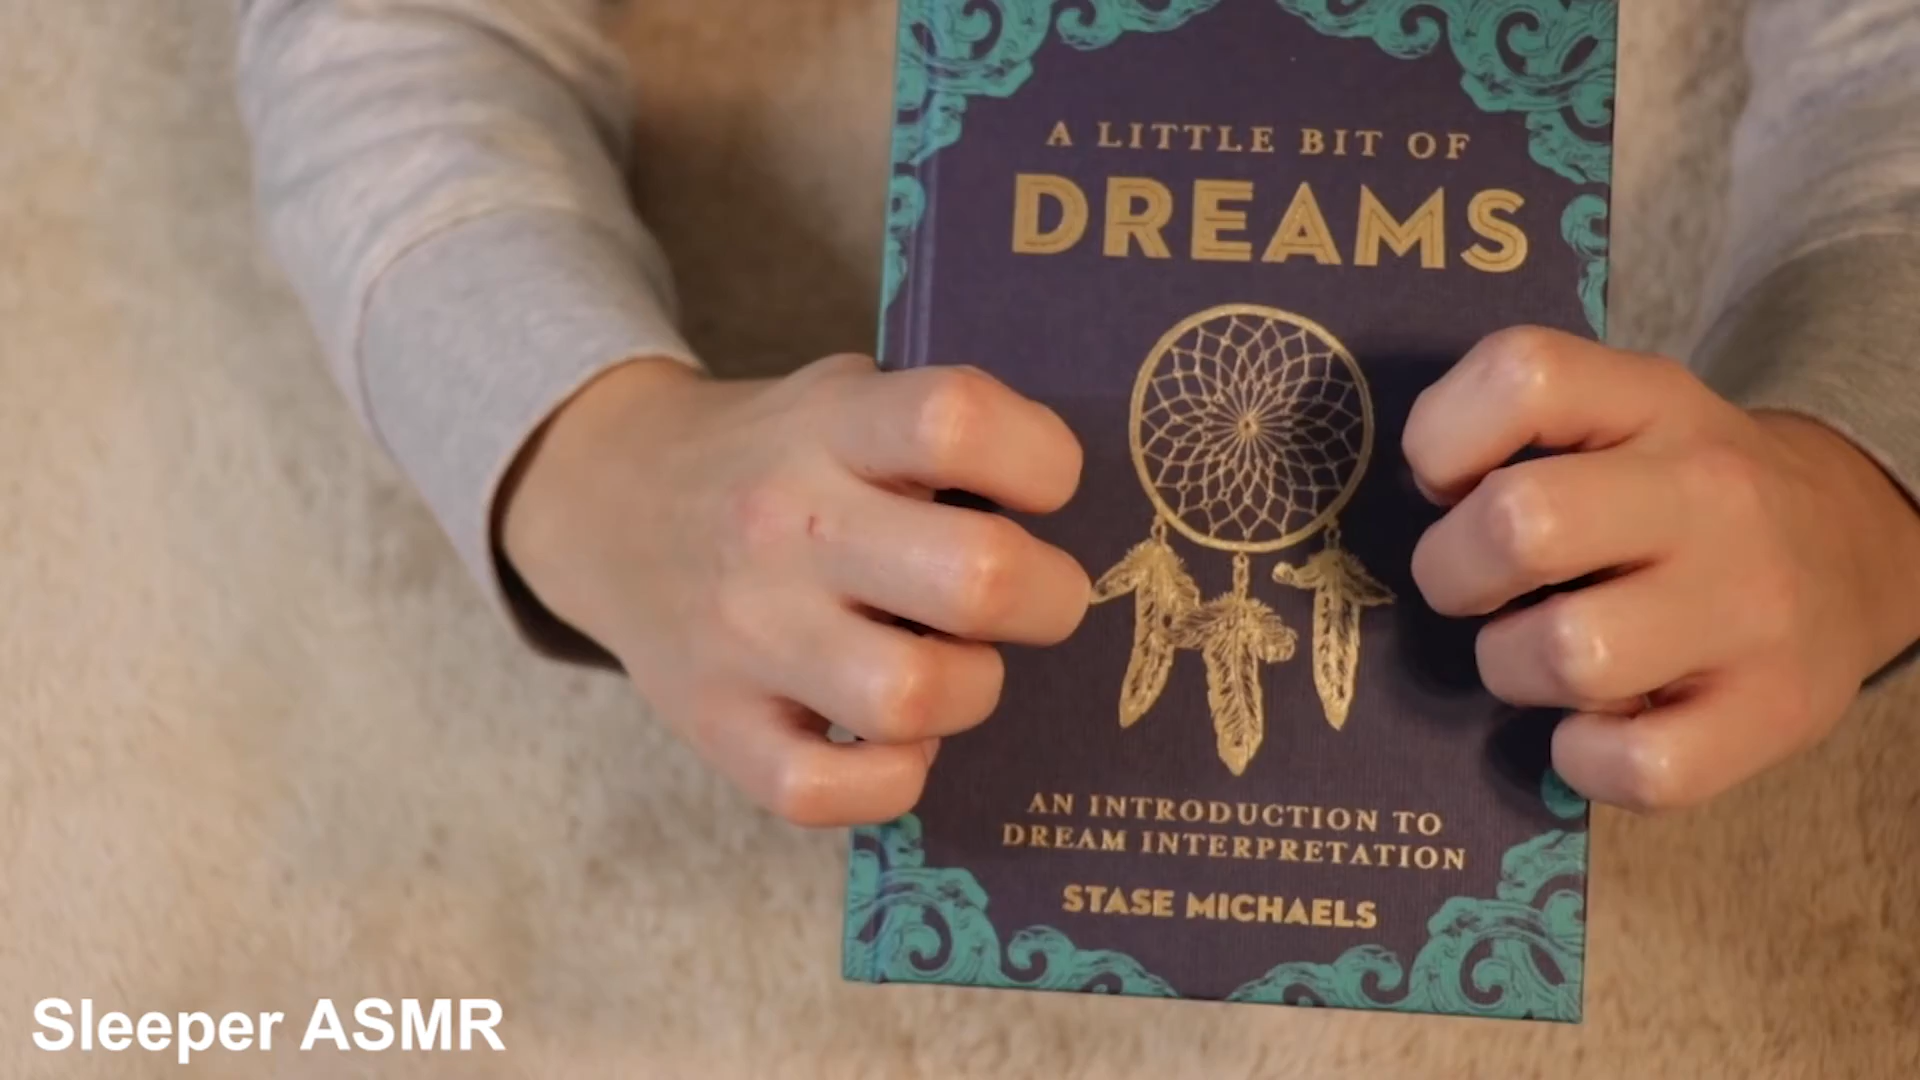 A LITTLE BIT OF
DREAMS
AN INTRODUCTION TO
DREAM INTERPRETATION
STASE MICHAELS
Sleeper ASMR